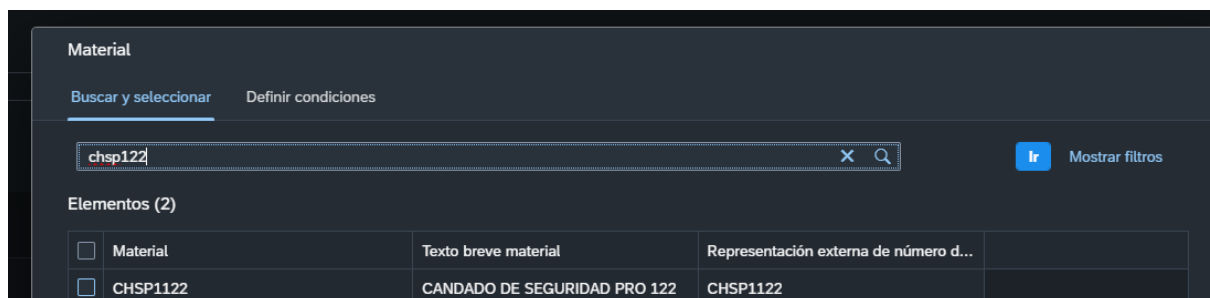 Material
Buscar y seleccionar Definir condiciones
chsp122 Ir Mostrar filtros
Elementos (2)
Material Texto breve material Representación externa de número d...
CHSP1122 CANDADO DE SEGURIDAD PRO 122 CHSP1122